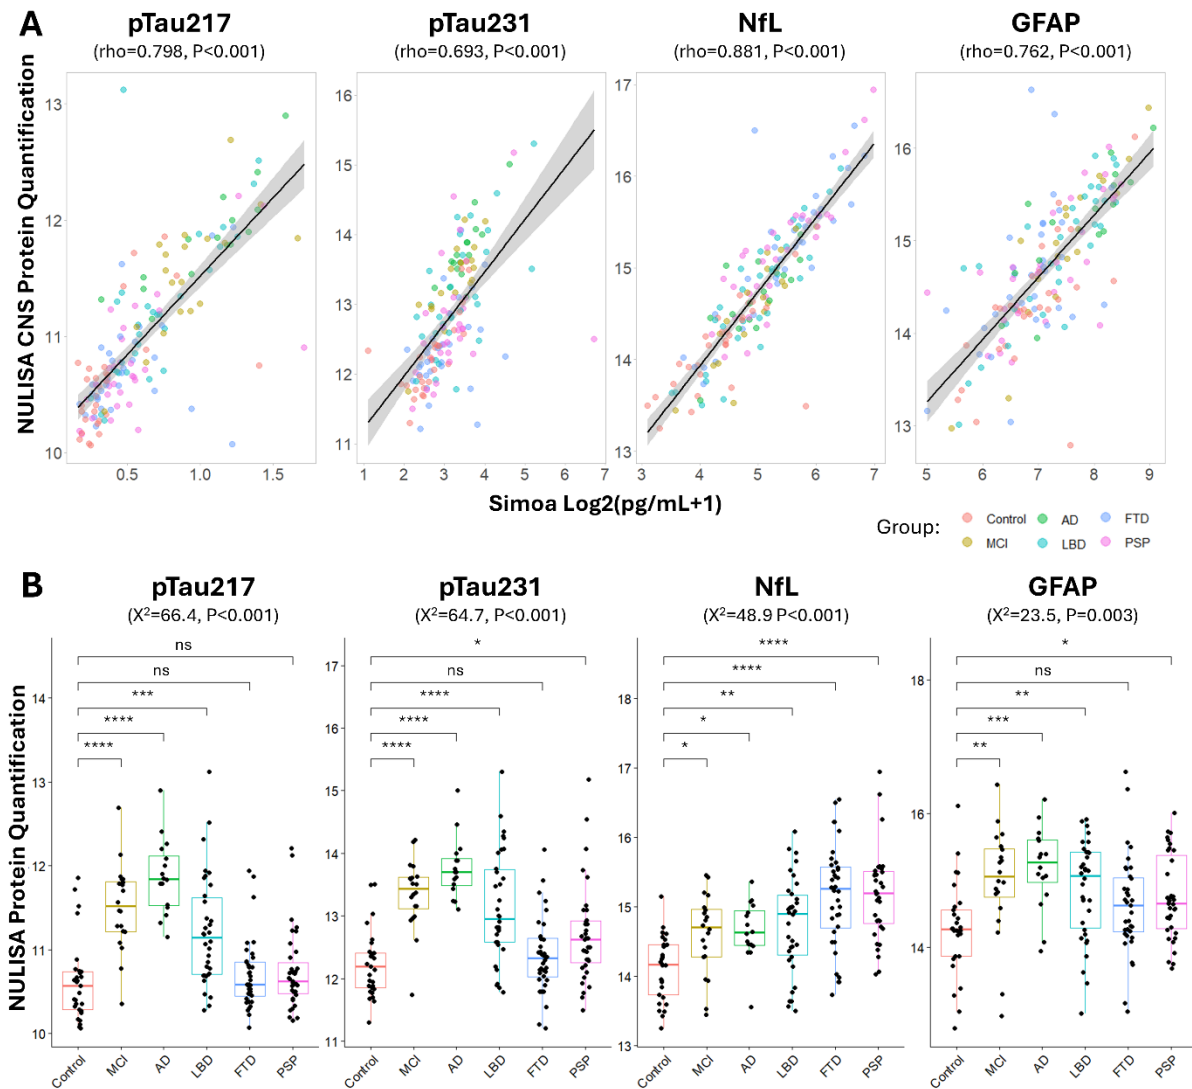 A
pTau217 pTau231 NfL GFAP
(rho=0.798, P<0.001) (rho=0.693, P<0.001) (rho=0.881, P<0.001) (rho=0.762, P<0.001)
NULISA CNS Protein Quantification
13
12
11
10
0.5 1.0 1.5
16
15
14
13
12
11
1 2 3 4 5 6 7
17
16
15
14
13
3 4 5 6 7
16
15
14
13
5 6 7 8 9
Simoa Log2(pg/mL+1)
Group: Control AD FTD
MCI LBD PSP
B
pTau217 pTau231 NfL GFAP
(X²=66.4, P<0.001) (X²=64.7, P<0.001) (X²=48.9 P<0.001) (X²=23.5, P=0.003)
NULISA Protein Quantification
ns
ns
***
****
****
14
13
12
11
10
Control MCI AD LBD FTD PSP
*
ns
****
****
****
17
16
15
14
13
12
11
Control MCI AD LBD FTD PSP
****
****
**
*
*
18
17
16
15
14
13
Control MCI AD LBD FTD PSP
*
ns
**
***
**
18
16
14
Control MCI AD LBD FTD PSP